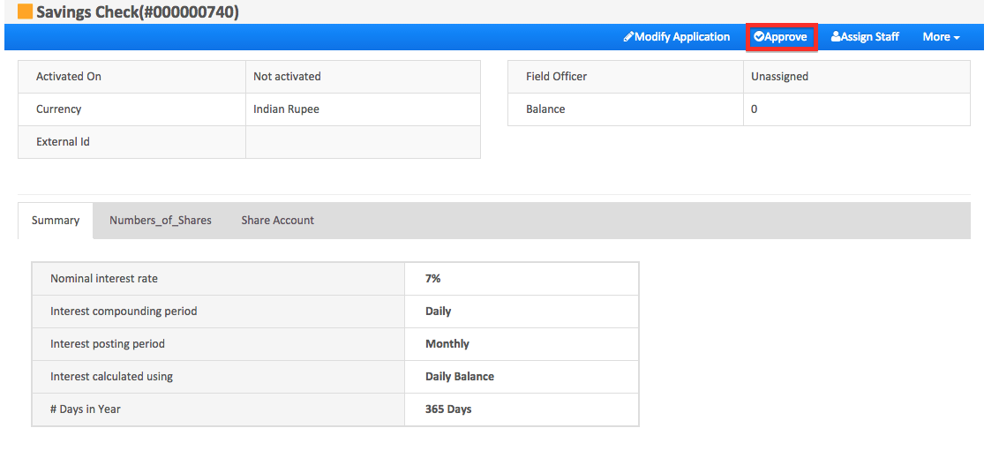 Savings Check(#000000740)
Modify Application Approve Assign Staff More
Activated On Not activated
Currency Indian Rupee
External Id
Field Officer Unassigned
Balance 0
Summary Numbers_of_Shares Share Account
Nominal interest rate 7%
Interest compounding period Daily
Interest posting period Monthly
Interest calculated using Daily Balance
# Days in Year 365 Days